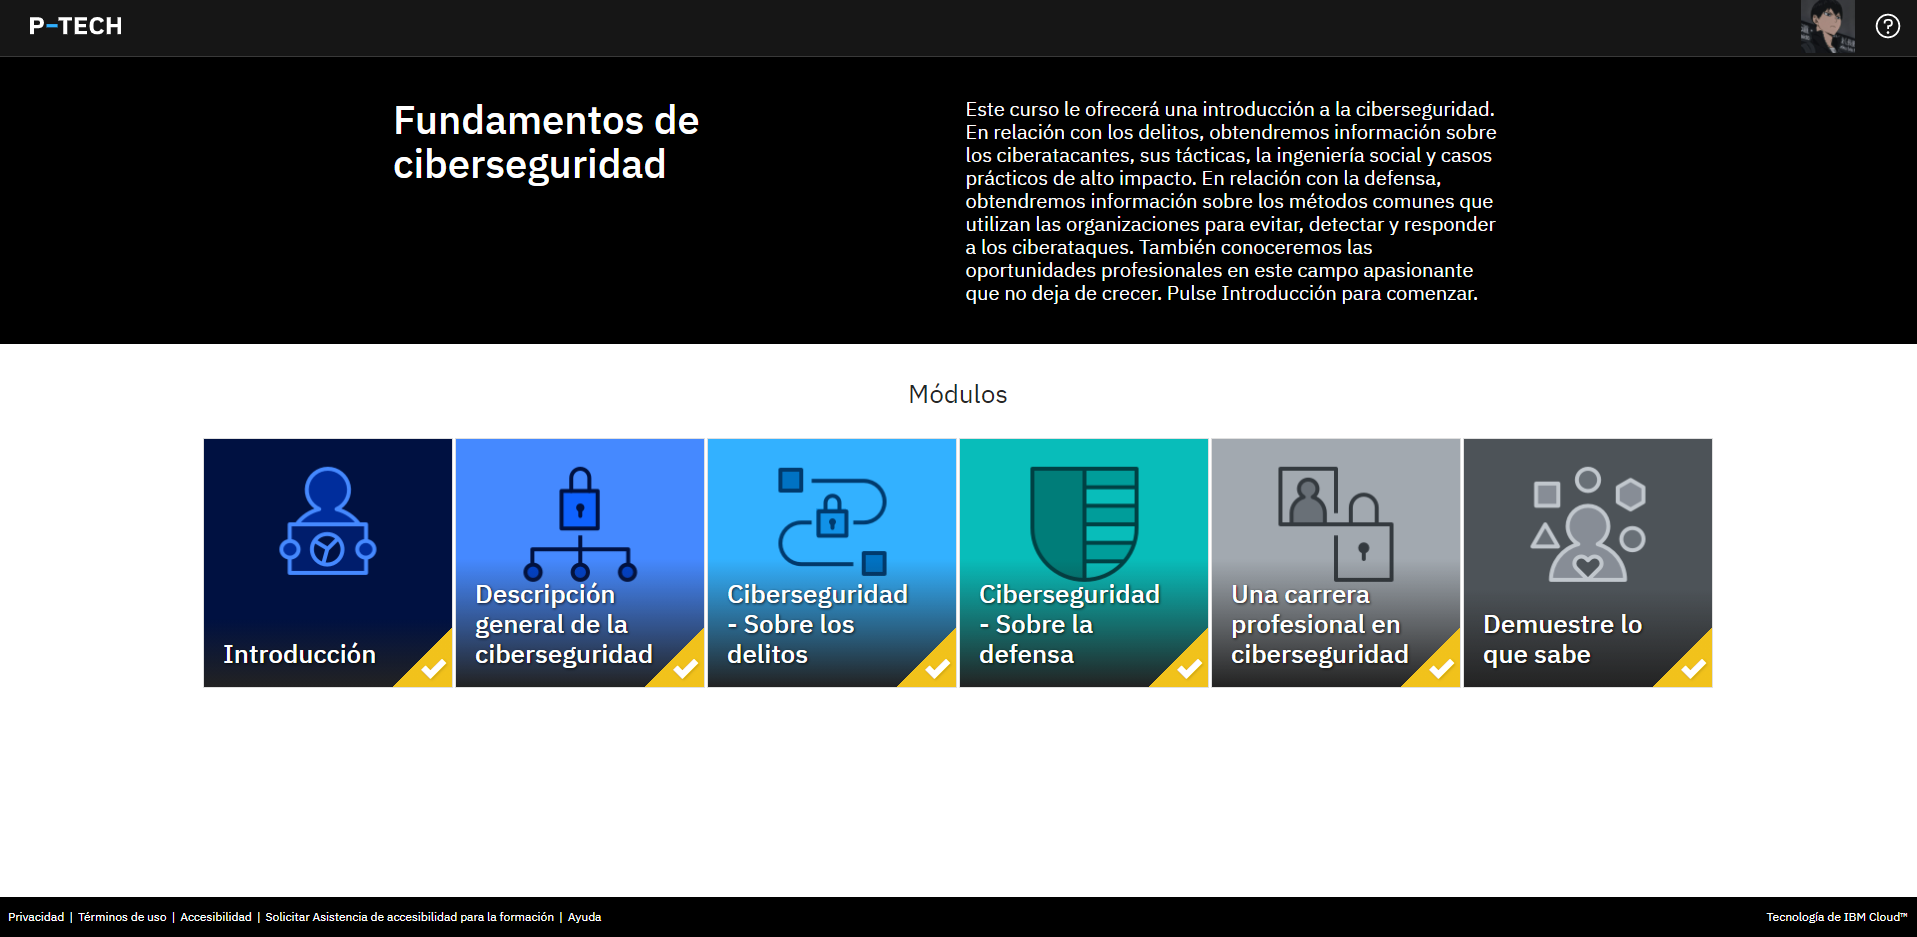 P-TECH
Fundamentos de
ciberseguridad
Este curso le ofrecerá una introducción a la ciberseguridad.
En relación con los delitos, obtendremos información sobre
los ciberatacantes, sus tácticas, la ingeniería social y casos
prácticos de alto impacto. En relación con la defensa,
obtendremos información sobre los métodos comunes que
utilizan las organizaciones para evitar, detectar y responder
a los ciberataques. También conoceremos las
oportunidades profesionales en este campo apasionante
que no deja de crecer. Pulse Introducción para comenzar.
Módulos
Introducción
Descripción
general de la
ciberseguridad
Ciberseguridad
- Sobre los
delitos
Ciberseguridad
- Sobre la
defensa
Una carrera
profesional en
ciberseguridad
Demuestre lo
que sabe
Privacidad | Términos de uso | Accesibilidad | Solicitar Asistencia de accesibilidad para la formación | Ayuda
Tecnología de IBM Cloud™